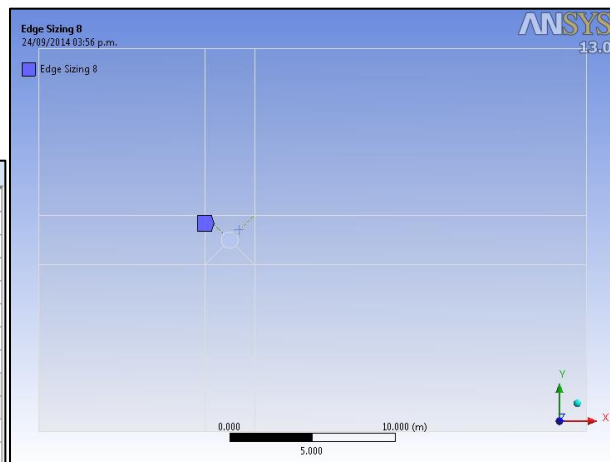 Edge Sizing 8
24/09/2014 03:56 p.m.
Edge Sizing 8
ANSYS
13.0
Y
Z
X
0.000
10.000 (m)
5.000